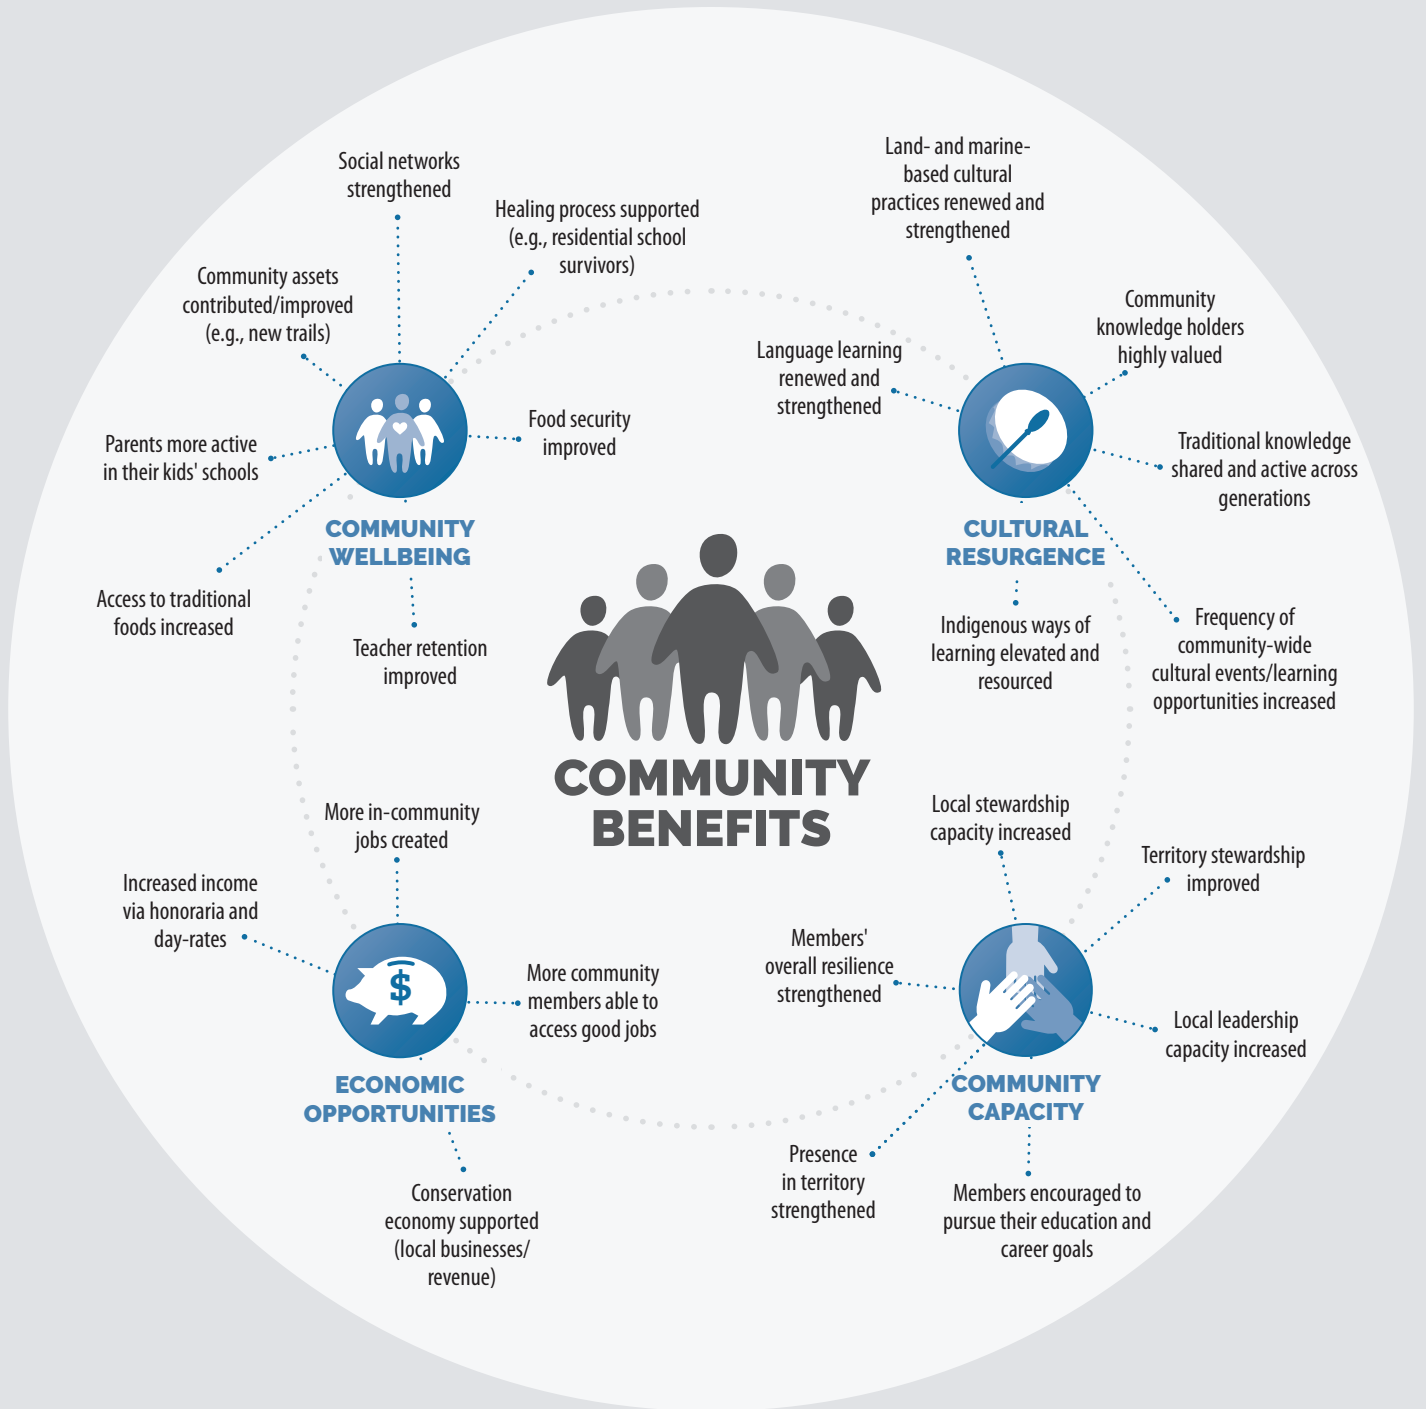 Social networks
strengthened
Healing process supported
(e.g., residential school
survivors)
Community assets
contributed/improved
(e.g., new trails)
Food security
improved
Parents more active
in their kids' schools
COMMUNITY
WELLBEING
Access to traditional
foods increased
Teacher retention
improved
Land- and marine-
based cultural
practices renewed and
strengthened
Community
knowledge holders
highly valued
Language learning
renewed and
strengthened
Traditional knowledge
shared and active across
generations
CULTURAL
RESURGENCE
Indigenous ways of
learning elevated and
resourced
Frequency of
community-wide
cultural events/learning
opportunities increased
COMMUNITY
BENEFITS
More in-community
jobs created
Increased income
via honoraria and
day-rates
$
More community
members able to
access good jobs
ECONOMIC
OPPORTUNITIES
Conservation
economy supported
(local businesses/
revenue)
Local stewardship
capacity increased
Territory stewardship
improved
Members'
overall resilience
strengthened
Local leadership
capacity increased
COMMUNITY
CAPACITY
Presence
in territory
strengthened
Members encouraged to
pursue their education and
career goals